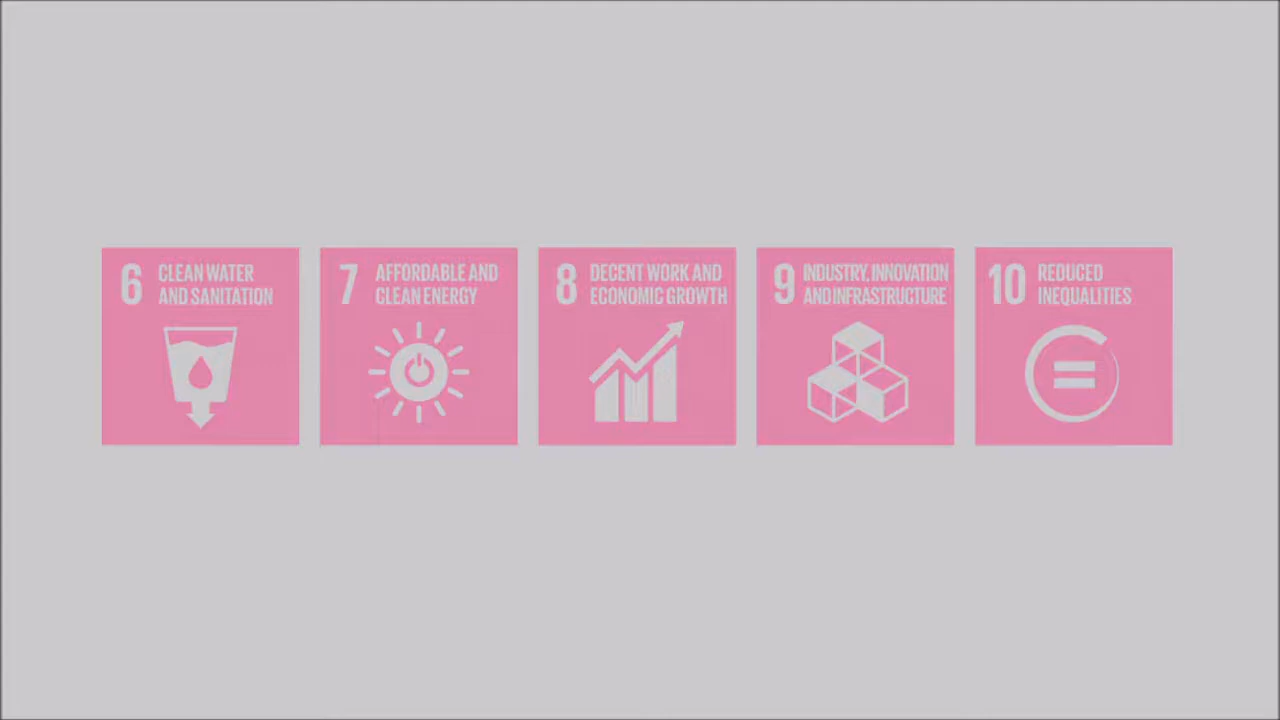 6 CLEAN WATER
AND SANITATION
7 AFFORDABLE AND
CLEAN ENERGY
8 DECENT WORK AND
ECONOMIC GROWTH
9 INDUSTRY, INNOVATION
AND INFRASTRUCTURE
10 REDUCED
INEQUALITIES